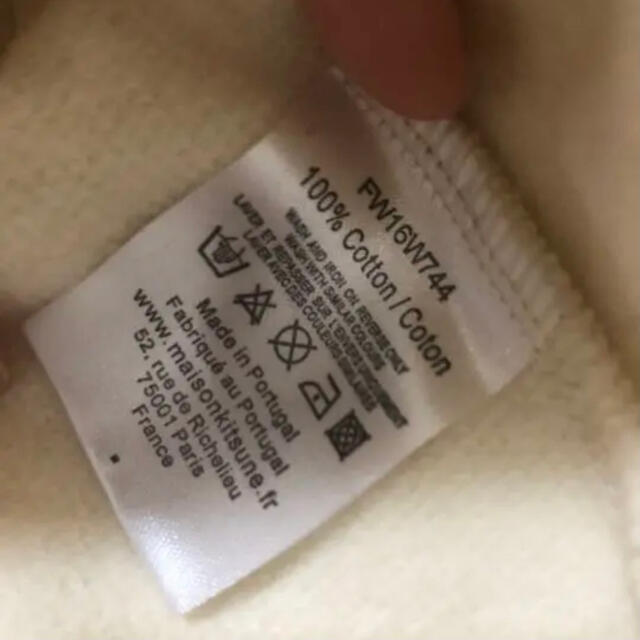 FW16W744
100% Cotton / Coton
WASH AND IRON ON REVERSE ONLY
WASH WITH SIMILAR COLOURS
LAVER ET REPASSER SUR L'ENVERS UNIQUEMENT
LAVER AVEC DES COULEURS SIMILAIRES
Made in Portugal
Fabriqué au Portugal
www.maisonkitsune.fr
52, rue de Richelieu
75001 Paris
France